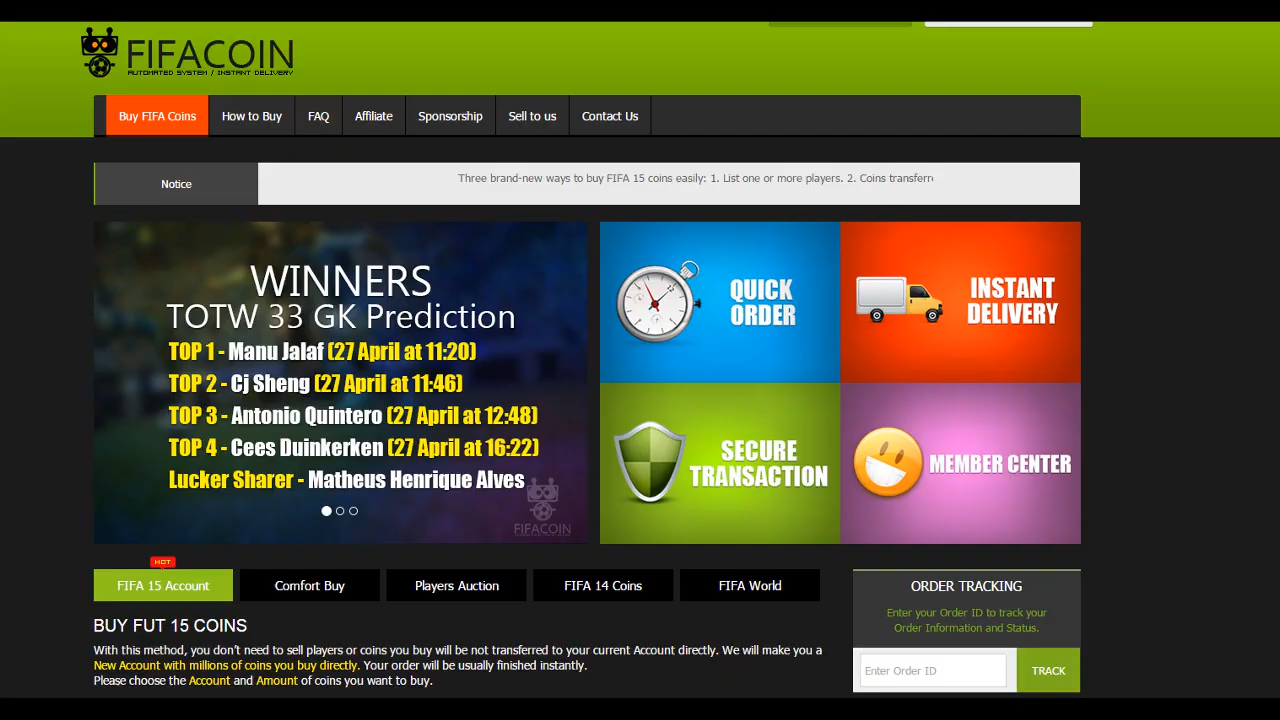 FIFACOIN
AUTOMATED SYSTEM / INSTANT DELIVERY
Buy FIFA Coins
How to Buy
FAQ
Affiliate
Sponsorship
Sell to us
Contact Us
Notice
Three brand-new ways to buy FIFA 15 coins easily: 1. List one or more players. 2. Coins transferr
WINNERS
TOTW 33 GK Prediction
TOP 1 - Manu Jalaf (27 April at 11:20)
TOP 2 - Cj Sheng (27 April at 11:46)
TOP 3 - Antonio Quintero (27 April at 12:48)
TOP 4 - Cees Duinkerken (27 April at 16:22)
Lucker Sharer - Matheus Henrique Alves
FIFACOIN
QUICK
ORDER
INSTANT
DELIVERY
SECURE
TRANSACTION
MEMBER CENTER
HOT
FIFA 15 Account
Comfort Buy
Players Auction
FIFA 14 Coins
FIFA World
BUY FUT 15 COINS
With this method, you don't need to sell players or coins you buy will be not transferred to your current Account directly. We will make you a
New Account with millions of coins you buy directly. Your order will be usually finished instantly.
Please choose the Account and Amount of coins you want to buy.
ORDER TRACKING
Enter your Order ID to track your
Order Information and Status.
Enter Order ID
TRACK